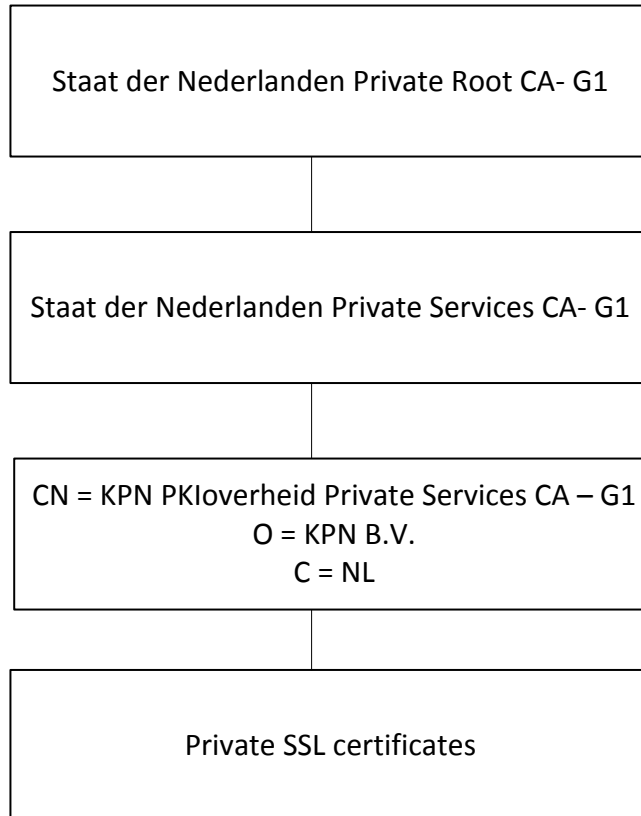 Staat der Nederlanden Private Root CA- G1
Staat der Nederlanden Private Services CA- G1
CN = KPN PKIoverheid Private Services CA – G1
O = KPN B.V.
C = NL
Private SSL certificates